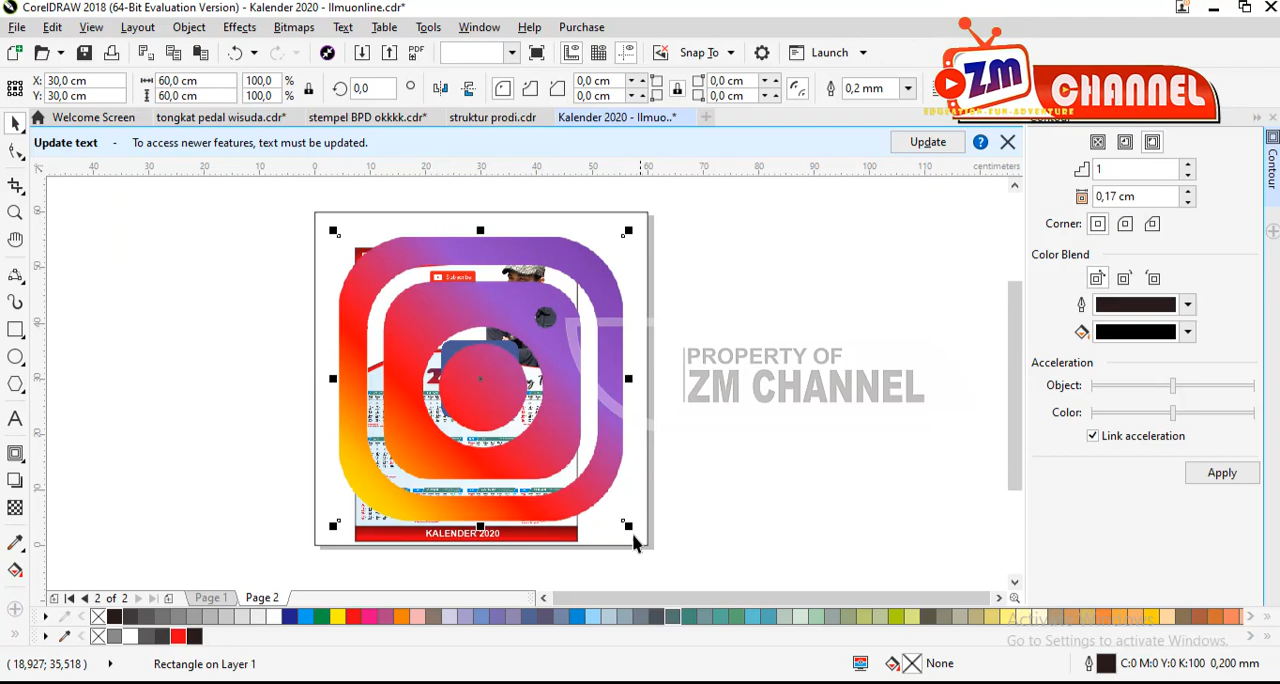 CorelDRAW 2018 (64-Bit Evaluation Version) - Kalender 2020 - Ilmuonline.cdr*
File Edit View Layout Object Effects Bitmaps Text Table Tools Window Help Purchase
PDF Snap To Launch
X: 30,0 cm 60,0 cm 100,0 % 0,0 0,0 cm 0,0 cm 0,2 mm
Y: 30,0 cm 60,0 cm 100,0 % 0,0 cm 0,0 cm
ZM CHANNEL
EDUCATION-FUN-ADVENTURE
Welcome Screen tongkat pedal wisuda.cdr* stempel BPD okkkk.cdr* struktur prodi.cdr Kalender 2020 - Ilmuo..*
Update text - To access newer features, text must be updated. Update
40 30 20 10 0 10 20 30 40 50 60 70 80 90 100 110 centimeters
Contour
1
0,17 cm
Corner:
Color Blend
Acceleration
Object:
Color:
Link acceleration
Apply
Subscribe
PROPERTY OF
ZM CHANNEL
KALENDER 2020
2 of 2 Page 1 Page 2
Activate Windows
Go to Settings to activate Windows.
( 18,927; 35,518 ) Rectangle on Layer 1 None C:0 M:0 Y:0 K:100 0,200 mm